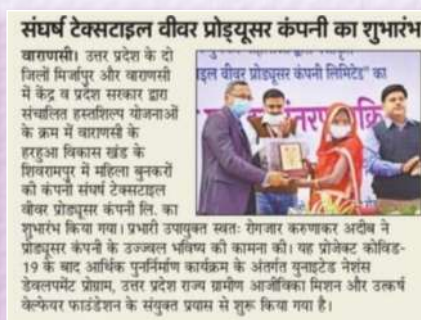 संघर्ष टेक्सटाइल वीवर प्रोड्यूसर कंपनी का शुभारंभ
वाराणसी। उत्तर प्रदेश के दो
जिलों मिर्जापुर और वाराणसी
में केंद्र व प्रदेश सरकार द्वारा
संचालित हस्तशिल्प योजनाओं
के क्रम में वाराणसी के
हरहुआ विकास खंड के
शिवरामपुर में महिला बुनकरों
की कंपनी संघर्ष टेक्सटाइल
वीवर प्रोड्यूसर कंपनी लि. का
इल वीवर प्रोड्यूसर कंपनी लिमिटेड" का
शुभारंभ किया गया। प्रभारी उपायुक्त स्वतः रोगजार करुणाकर अदीब ने
प्रोड्यूसर कंपनी के उज्ज्वल भविष्य की कामना की। यह प्रोजेक्ट कोविड-
19 के बाद आर्थिक पुनर्निर्माण कार्यक्रम के अंतर्गत युनाइटेड नेशंस
डेवलपमेंट प्रोग्राम, उत्तर प्रदेश राज्य ग्रामीण आजीविका मिशन और उत्कर्ष
वेल्फेयर फाउंडेशन के संयुक्त प्रयास से शुरू किया गया है।